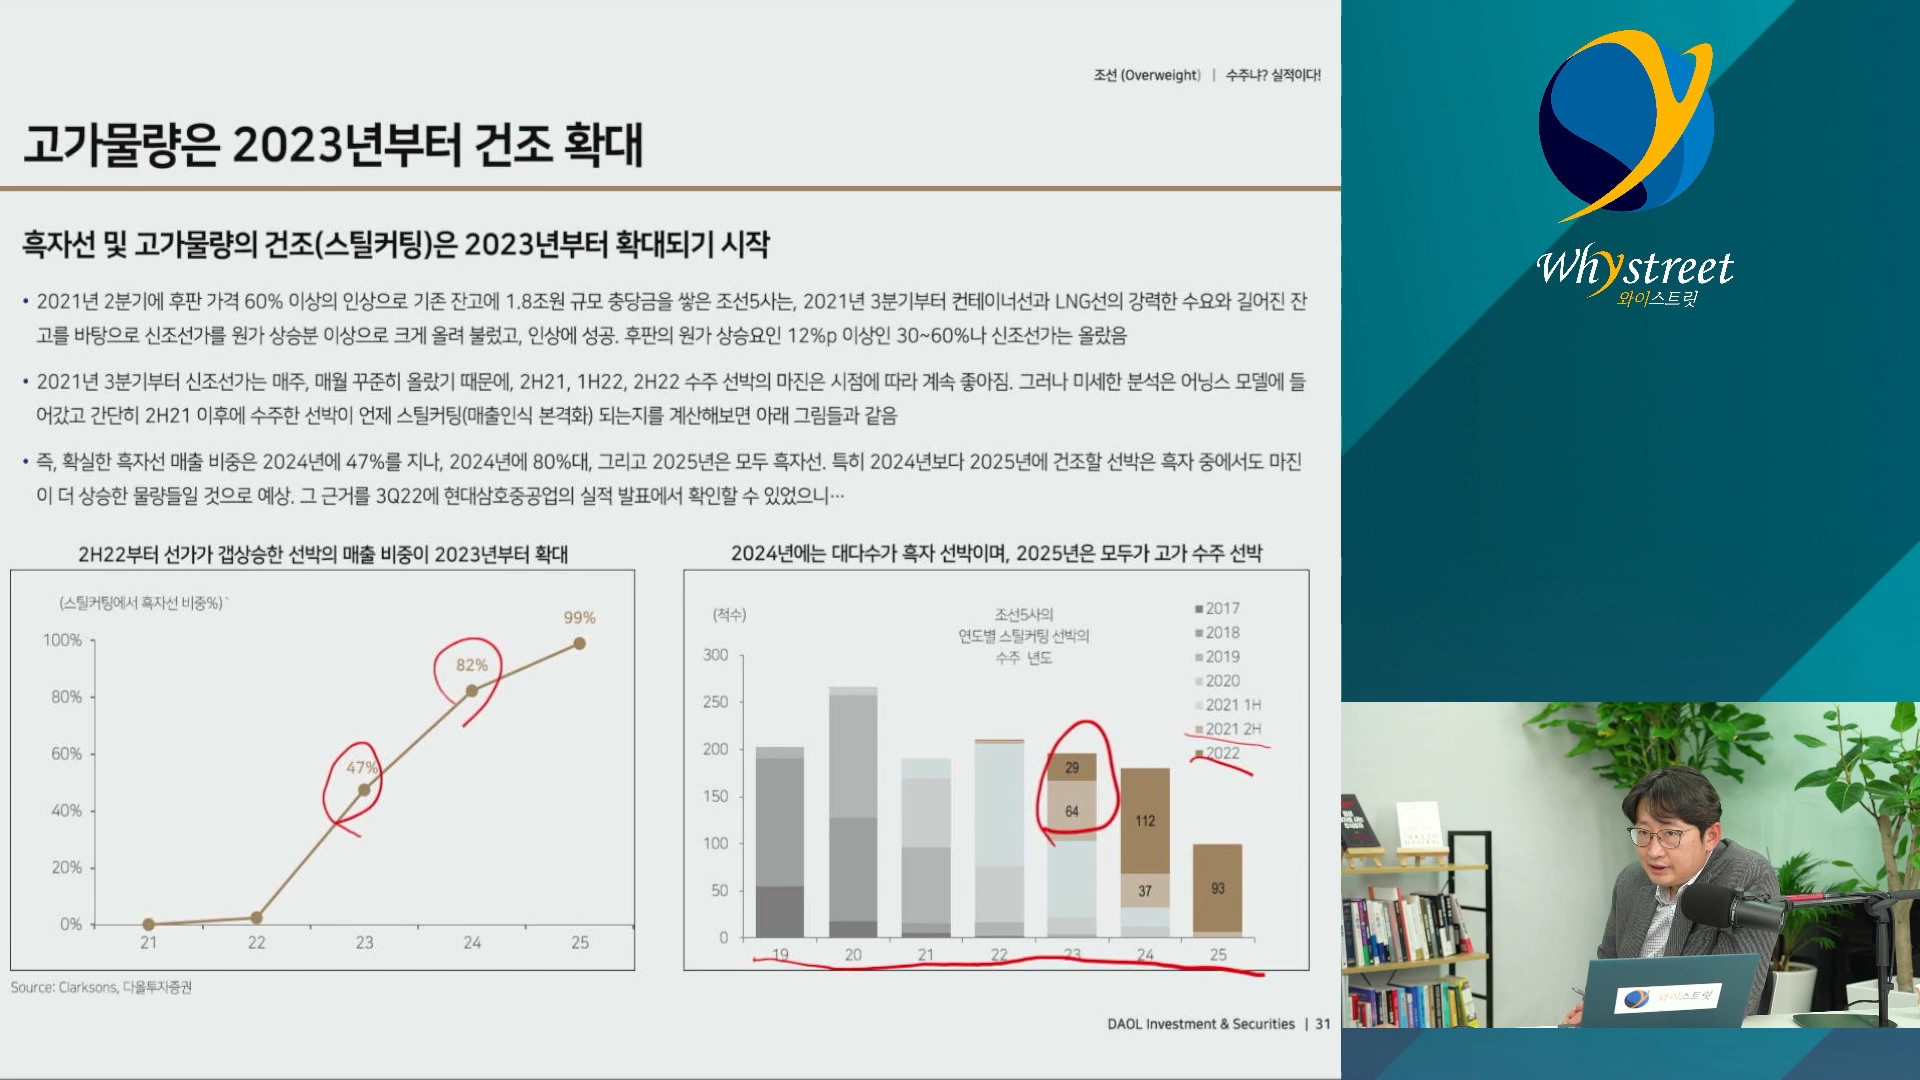 조선 (Overweight) | 수주냐? 실적이다!
고가물량은 2023년부터 건조 확대
흑자선 및 고가물량의 건조(스틸커팅)은 2023년부터 확대되기 시작
• 2021년 2분기에 후판 가격 60% 이상의 인상으로 기존 잔고에 1.8조원 규모 충당금을 쌓은 조선5사는, 2021년 3분기부터 컨테이너선과 LNG선의 강력한 수요와 길어진 잔
고를 바탕으로 신조선가를 원가 상승분 이상으로 크게 올려 불렀고, 인상에 성공. 후판의 원가 상승요인 12%p 이상인 30~60%나 신조선가는 올랐음
• 2021년 3분기부터 신조선가는 매주, 매월 꾸준히 올랐기 때문에, 2H21, 1H22, 2H22 수주 선박의 마진은 시점에 따라 계속 좋아짐. 그러나 미세한 분석은 어닝스 모델에 들
어갔고 간단히 2H21 이후에 수주한 선박이 언제 스틸커팅(매출인식 본격화) 되는지를 계산해보면 아래 그림들과 같음
• 즉, 확실한 흑자선 매출 비중은 2024년에 47%를 지나, 2024년에 80%대, 그리고 2025년은 모두 흑자선. 특히 2024년보다 2025년에 건조할 선박은 흑자 중에서도 마진
이 더 상승한 물량들일 것으로 예상. 그 근거를 3Q22에 현대삼호중공업의 실적 발표에서 확인할 수 있었으니…
2H22부터 선가가 갭상승한 선박의 매출 비중이 2023년부터 확대
(스틸커팅에서 흑자선 비중%)`
100%
80%
60%
40%
20%
0%
47%
82%
99%
21 22 23 24 25
2024년에는 대다수가 흑자 선박이며, 2025년은 모두가 고가 수주 선박
(척수)
조선5사의
연도별 스틸커팅 선박의
수주 년도
2017
2018
2019
2020
2021 1H
2021 2H
2022
300
250
200
150
100
50
0
29
64
112
37
93
19 20 21 22 23 24 25
Source: Clarksons, 다올투자증권
DAOL Investment & Securities | 31
Whystreet
와이스트릿
와이스트릿